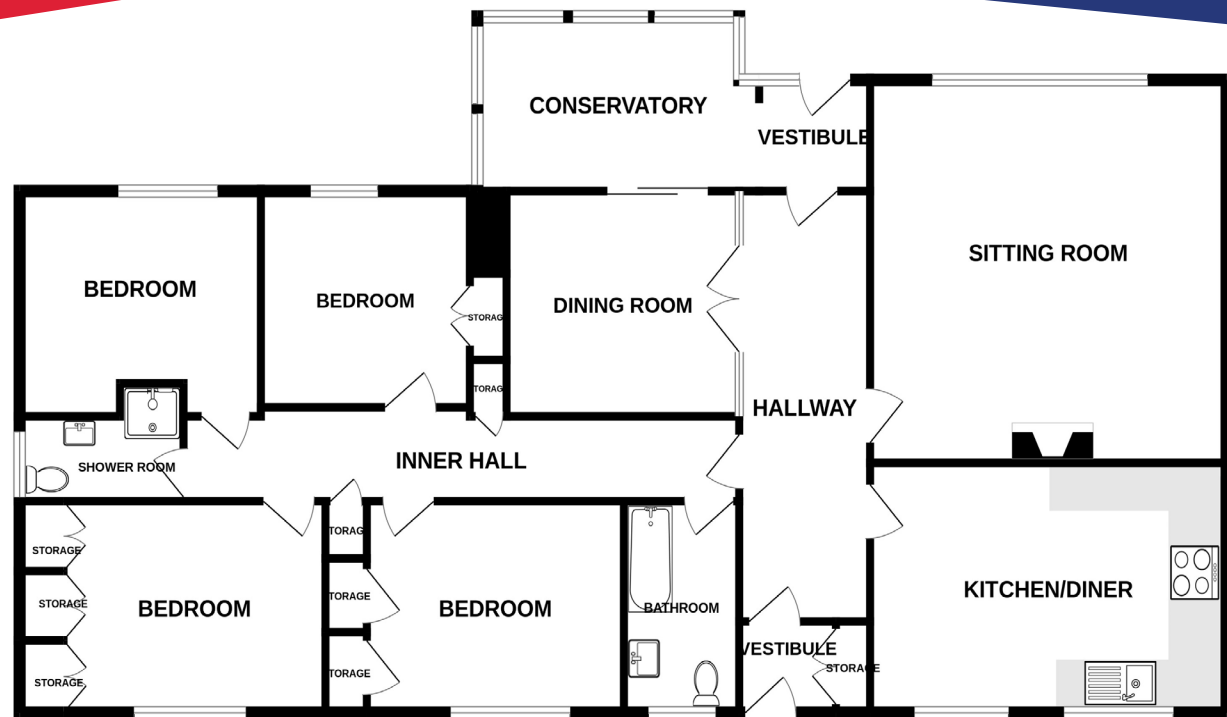 CONSERVATORY
VESTIBULE
SITTING ROOM
BEDROOM
BEDROOM
STORAG
DINING ROOM
TORAG
HALLWAY
SHOWER ROOM
INNER HALL
STORAGE
TORAG
STORAGE
TORAGE
BEDROOM
BEDROOM
BATHROOM
KITCHEN/DINER
VESTIBULE
STORAGE
STORAGE
TORAGE